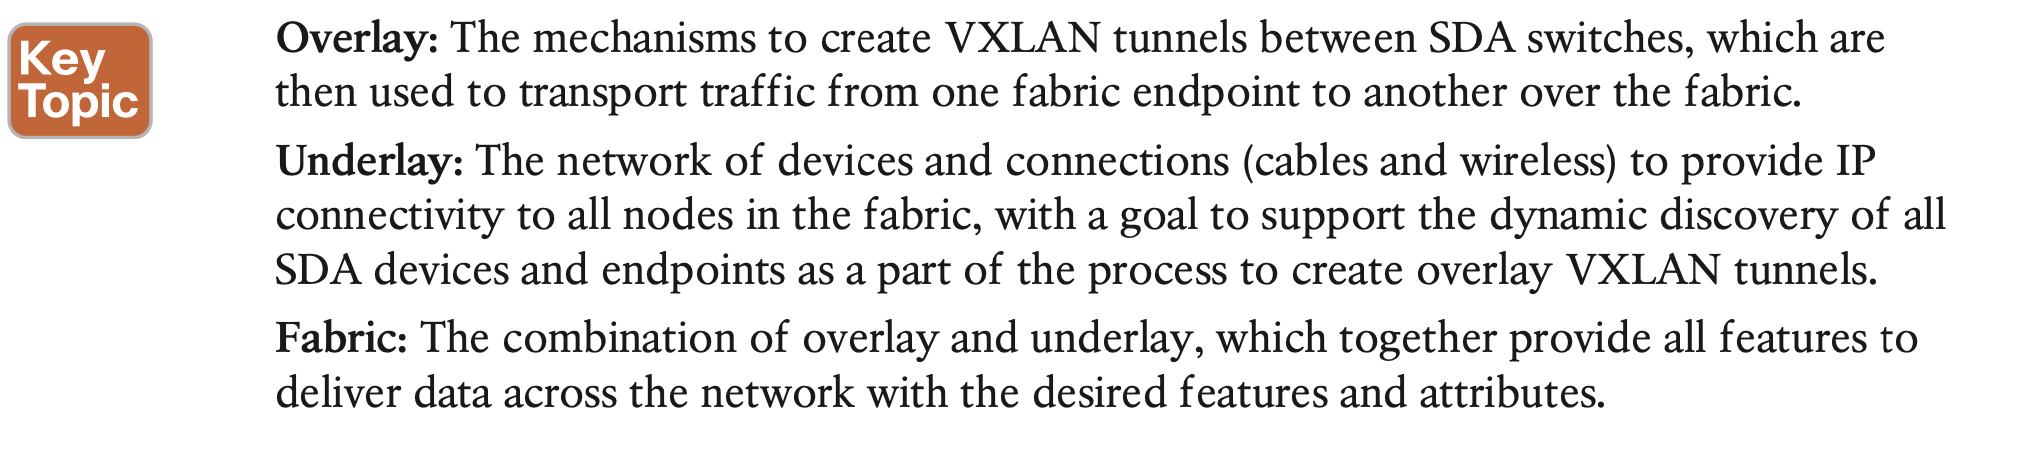 Key
Topic
Overlay: The mechanisms to create VXLAN tunnels between SDA switches, which are
then used to transport traffic from one fabric endpoint to another over the fabric.
Underlay: The network of devices and connections (cables and wireless) to provide IP
connectivity to all nodes in the fabric, with a goal to support the dynamic discovery of all
SDA devices and endpoints as a part of the process to create overlay VXLAN tunnels.
Fabric: The combination of overlay and underlay, which together provide all features to
deliver data across the network with the desired features and attributes.